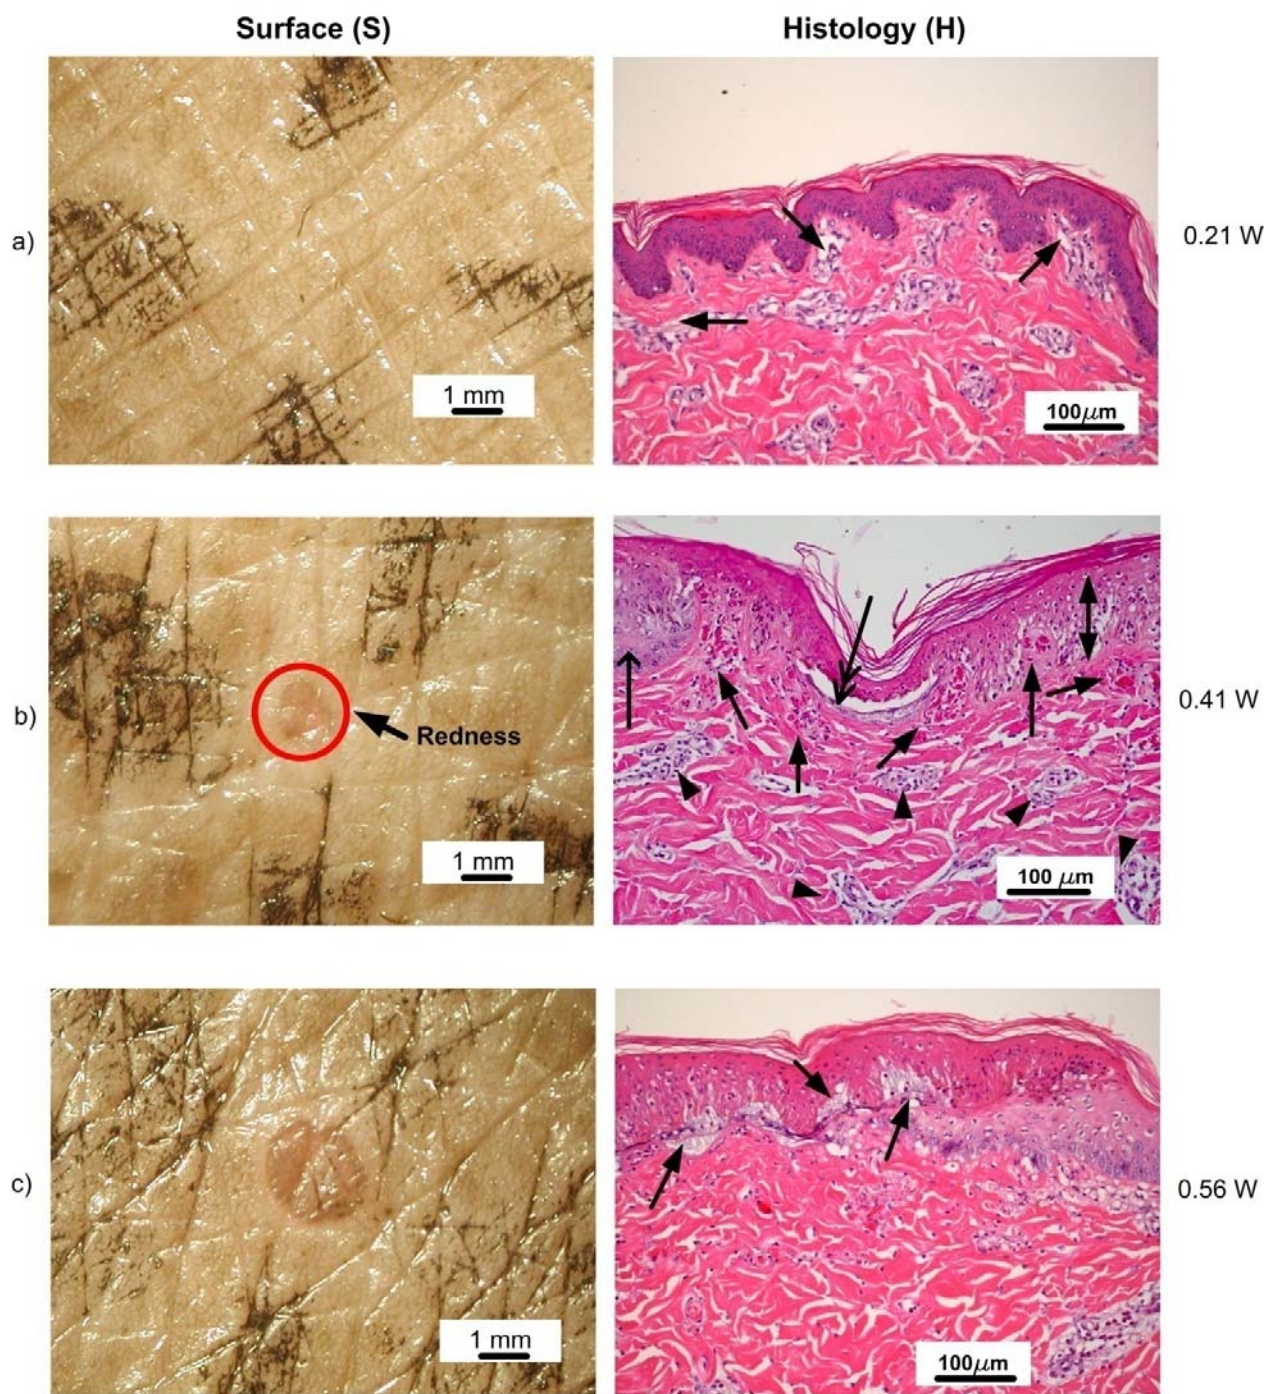 Surface (S)
Histology (H)
a)
1 mm
100μm
0.21 W
b)
Redness
1 mm
100 μm
0.41 W
c)
1 mm
100μm
0.56 W